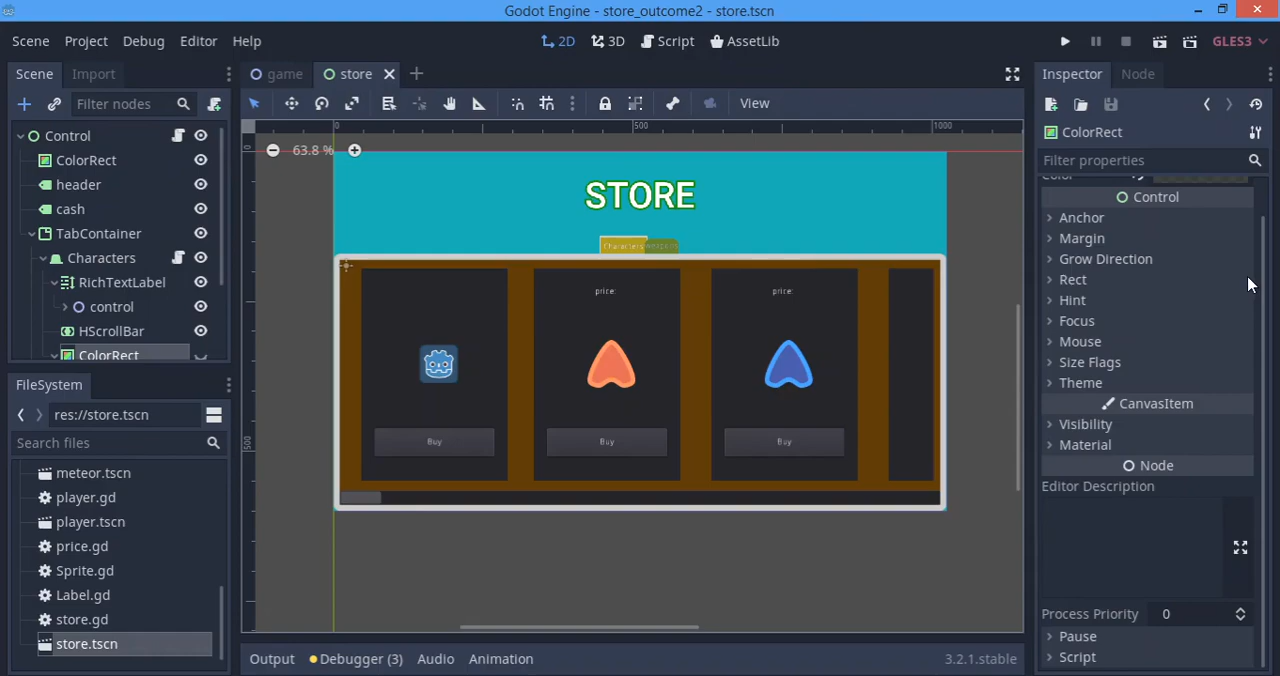 Godot Engine - store_outcome2 - store.tscn
Scene Project Debug Editor Help
2D 3D Script AssetLib
GLES3
Scene Import
Filter nodes
Control
ColorRect
header
cash
TabContainer
Characters
RichTextLabel
control
HScrollBar
ColorRect
FileSystem
res://store.tscn
Search files
meteor.tscn
player.gd
player.tscn
price.gd
Sprite.gd
Label.gd
store.gd
store.tscn
game store
View
0 500 1000
63.8 %
0
500
STORE
Characters
price: price:
Buy Buy Buy
Output Debugger (3) Audio Animation 3.2.1.stable
Inspector Node
ColorRect
Filter properties
Control
Anchor
Margin
Grow Direction
Rect
Hint
Focus
Mouse
Size Flags
Theme
CanvasItem
Visibility
Material
Node
Editor Description
Process Priority 0
Pause
Script